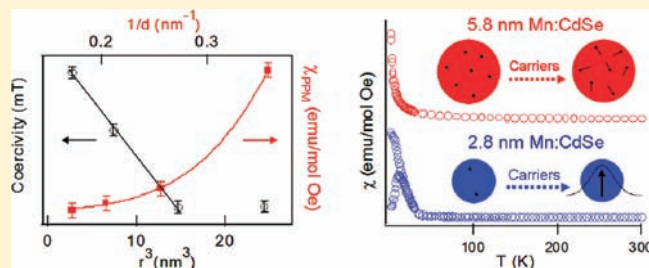 1/d (nm⁻¹)
0.2 0.3
Coercivity (mT)
χPPM (emu/mol Oe)
0 10 20
r³(nm³)
5.8 nm Mn:CdSe
Carriers
2.8 nm Mn:CdSe
Carriers
χ (emu/mol Oe)
100 200 300
T (K)